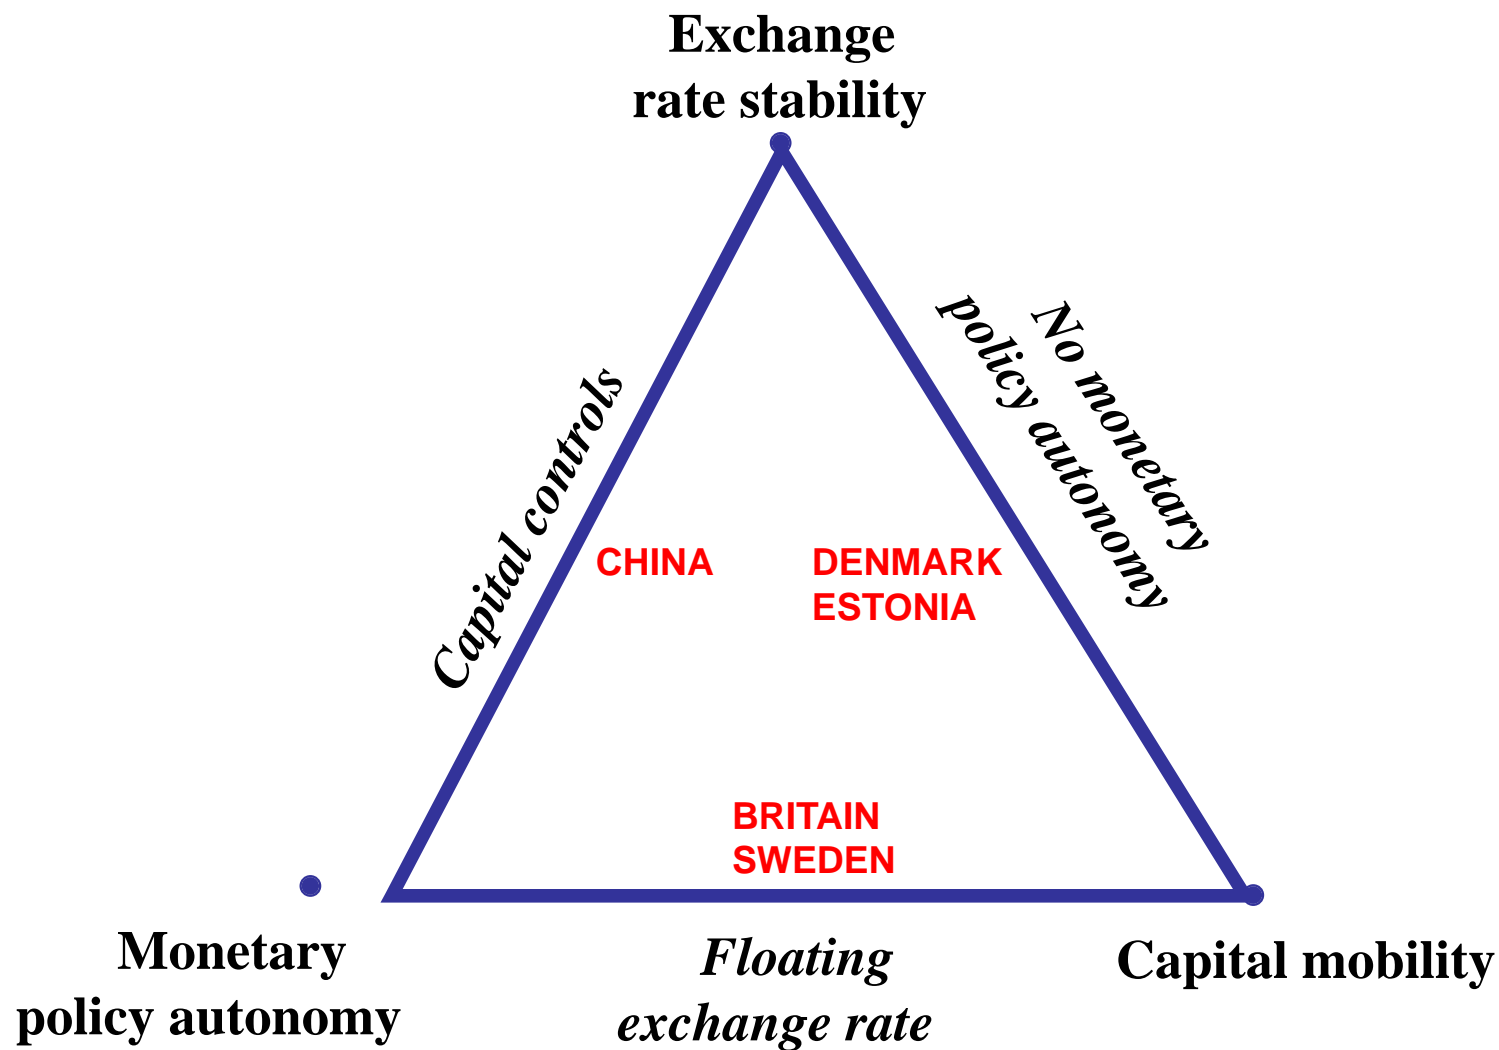 Exchange
rate stability
No monetary
policy autonomy
Capital controls
CHINA
DENMARK
ESTONIA
BRITAIN
SWEDEN
Monetary
policy autonomy
Floating
exchange rate
Capital mobility